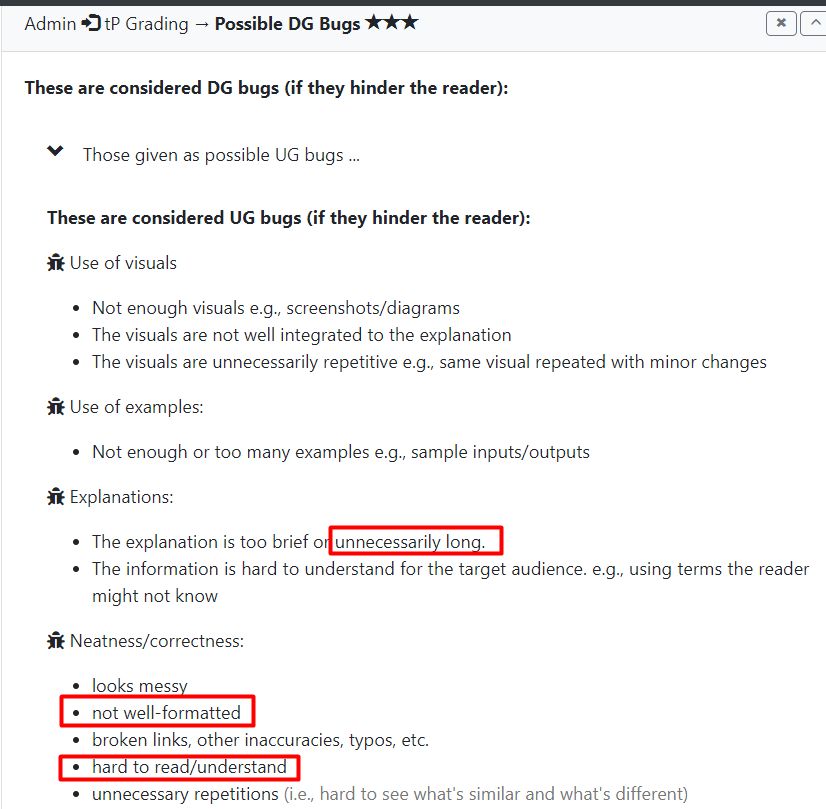 Admin tP Grading → Possible DG Bugs ★★★
These are considered DG bugs (if they hinder the reader):
Those given as possible UG bugs ...
These are considered UG bugs (if they hinder the reader):
Use of visuals
• Not enough visuals e.g., screenshots/diagrams
• The visuals are not well integrated to the explanation
• The visuals are unnecessarily repetitive e.g., same visual repeated with minor changes
Use of examples:
• Not enough or too many examples e.g., sample inputs/outputs
Explanations:
• The explanation is too brief or unnecessarily long.
• The information is hard to understand for the target audience. e.g., using terms the reader
might not know
Neatness/correctness:
• looks messy
• not well-formatted
• broken links, other inaccuracies, typos, etc.
• hard to read/understand
• unnecessary repetitions (i.e., hard to see what's similar and what's different)